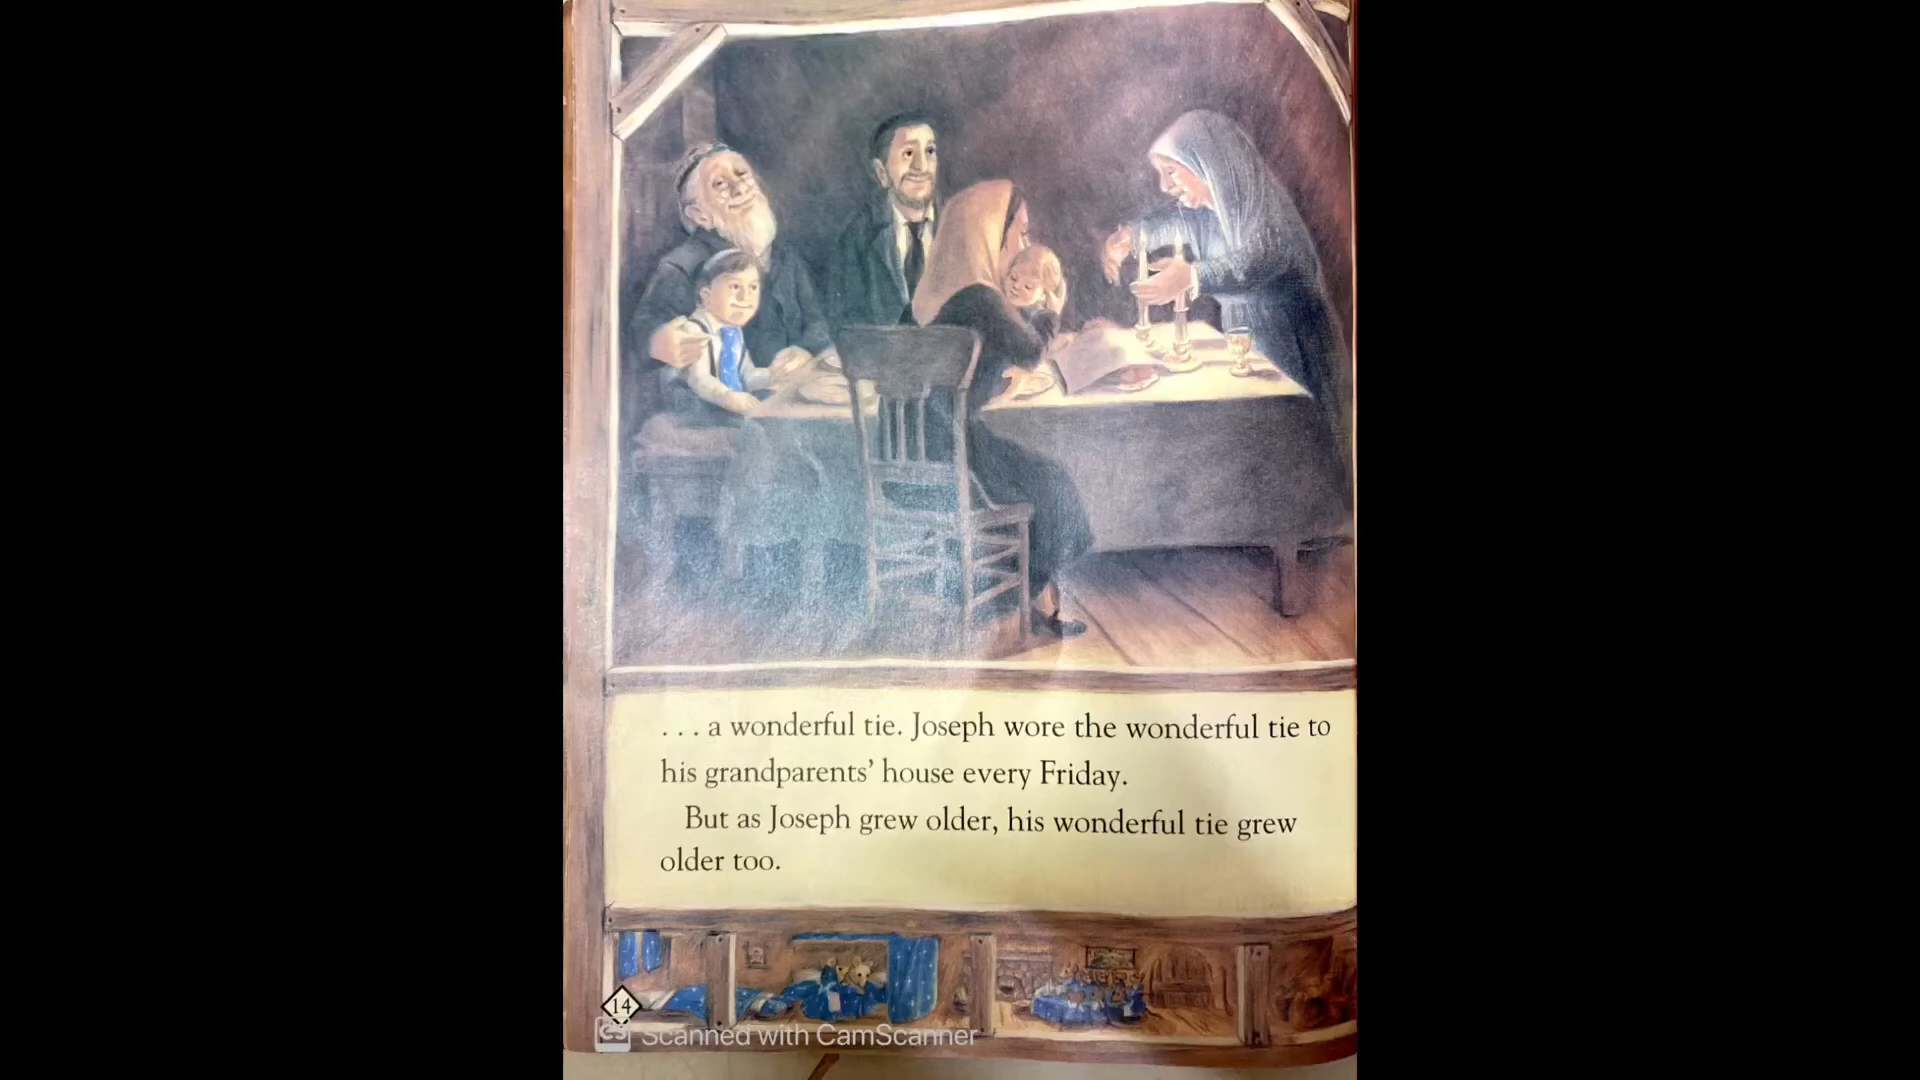 . . . a wonderful tie. Joseph wore the wonderful tie to
his grandparents’ house every Friday.
But as Joseph grew older, his wonderful tie grew
older too.
14
CS Scanned with CamScanner